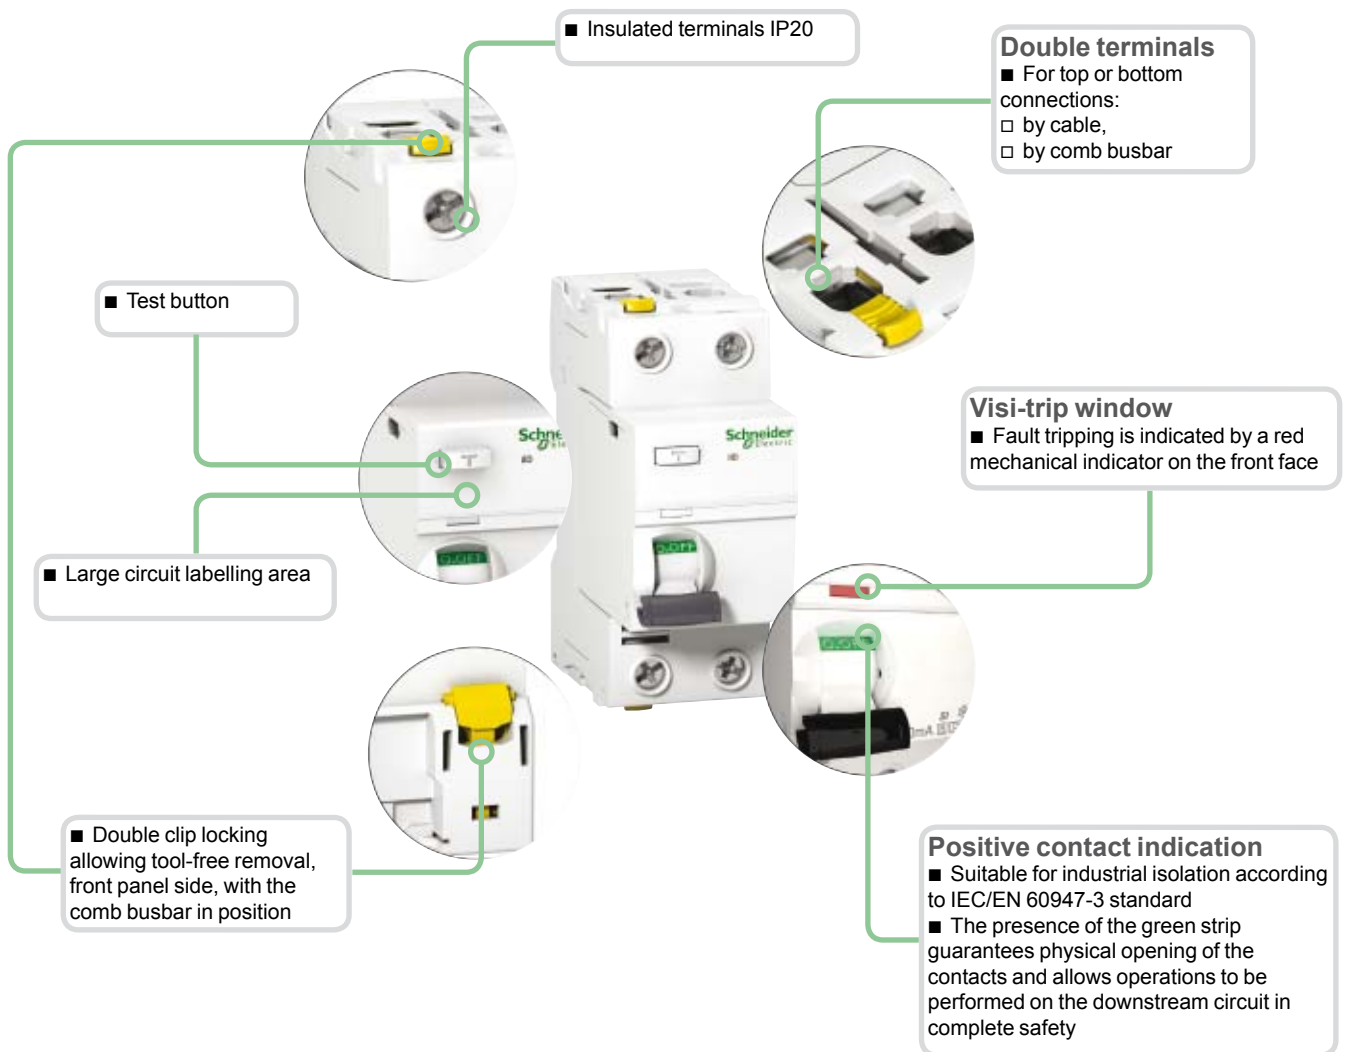 ■ Insulated terminals IP20
Double terminals
■ For top or bottom
connections:
□ by cable,
□ by comb busbar
■ Test button
Schneider
Electric
O.OFF
Visi-trip window
■ Fault tripping is indicated by a red
mechanical indicator on the front face
■ Large circuit labelling area
■ Double clip locking
allowing tool-free removal,
front panel side, with the
comb busbar in position
Positive contact indication
■ Suitable for industrial isolation according
to IEC/EN 60947-3 standard
■ The presence of the green strip
guarantees physical opening of the
contacts and allows operations to be
performed on the downstream circuit in
complete safety